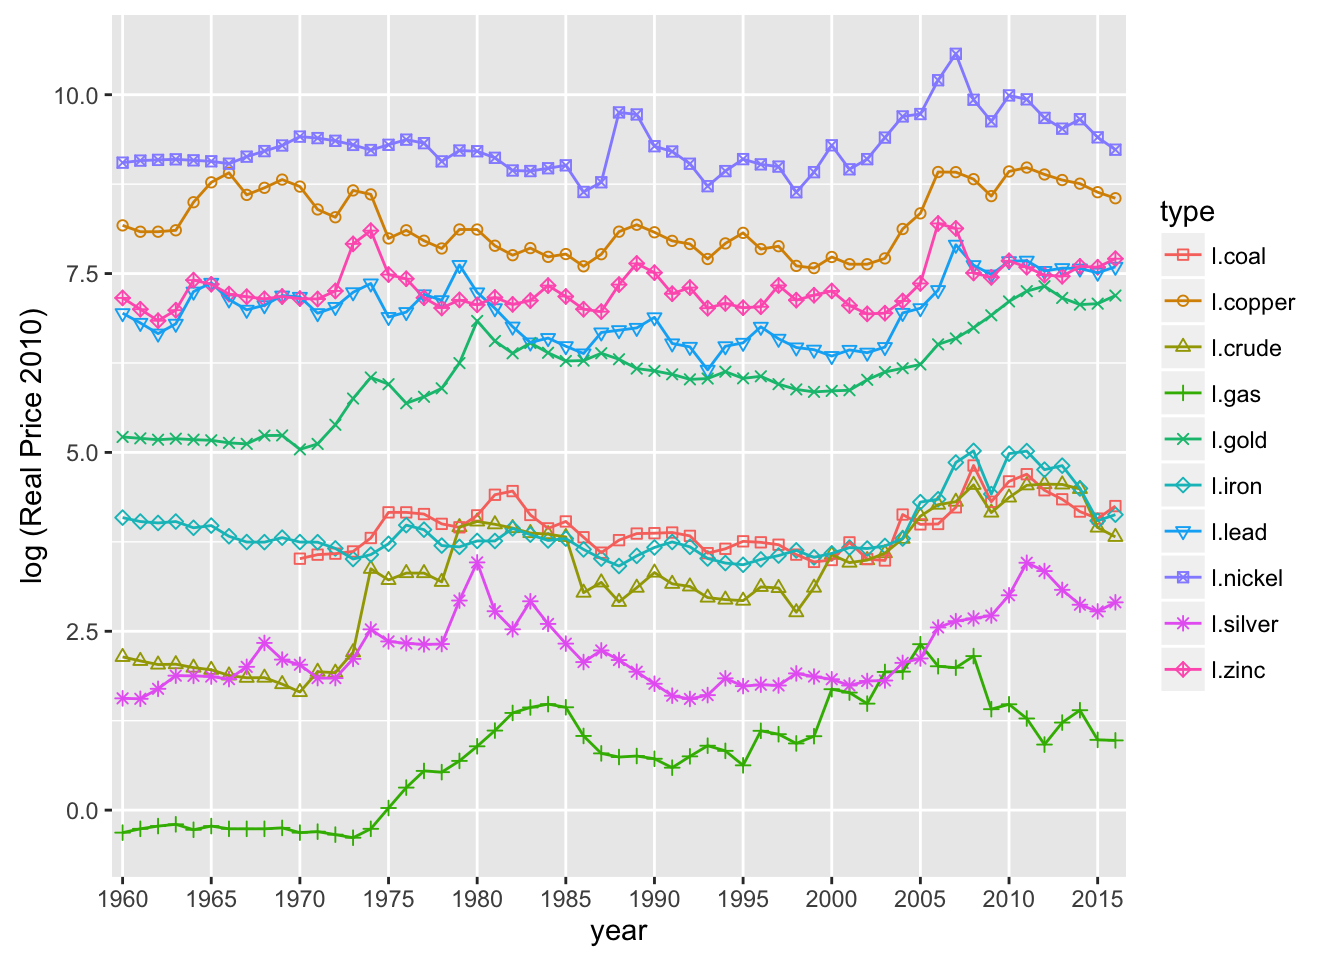 log (Real Price 2010)
10.0
7.5
5.0
2.5
0.0
1960 1965 1970 1975 1980 1985 1990 1995 2000 2005 2010 2015
year
type
l.coal
l.copper
l.crude
l.gas
l.gold
l.iron
l.lead
l.nickel
l.silver
l.zinc